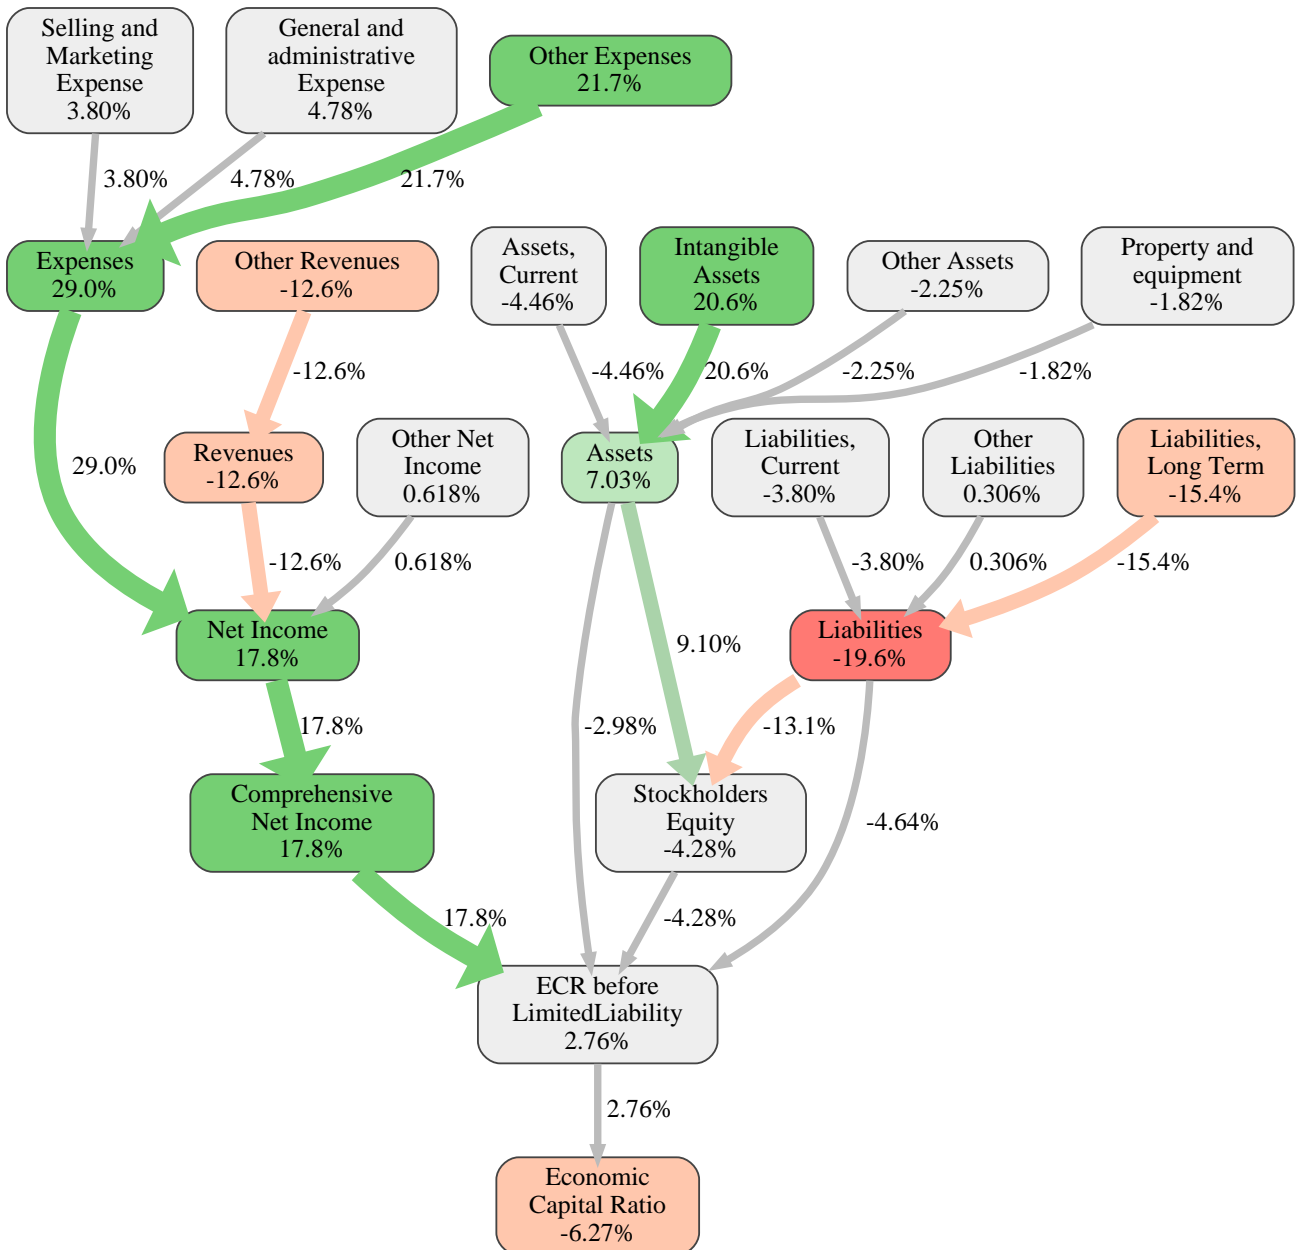 Selling and
Marketing
Expense
3.80%
General and
administrative
Expense
4.78%
Other Expenses
21.7%
3.80%
4.78%
21.7%
Expenses
29.0%
Other Revenues
-12.6%
Assets,
Current
-4.46%
Intangible
Assets
20.6%
Other Assets
-2.25%
Property and
equipment
-1.82%
-12.6%
-4.46%
20.6%
-2.25%
-1.82%
29.0%
Revenues
-12.6%
Other Net
Income
0.618%
Assets
7.03%
Liabilities,
Current
-3.80%
Other
Liabilities
0.306%
Liabilities,
Long Term
-15.4%
-12.6%
0.618%
-3.80%
0.306%
-15.4%
Net Income
17.8%
9.10%
Liabilities
-19.6%
17.8%
-2.98%
-13.1%
Comprehensive
Net Income
17.8%
Stockholders
Equity
-4.28%
-4.64%
17.8%
-4.28%
ECR before
LimitedLiability
2.76%
2.76%
Economic
Capital Ratio
-6.27%